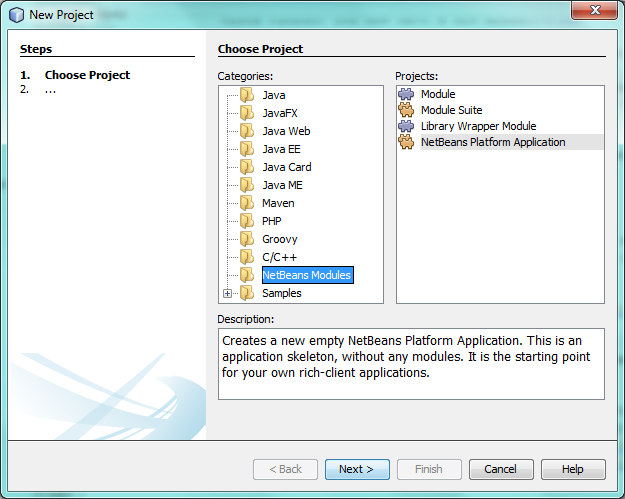 New Project
Steps
Choose Project
1. Choose Project
2. ...
Categories:
Projects:
Java
JavaFX
Java Web
Java EE
Java Card
Java ME
Maven
PHP
Groovy
C/C++
NetBeans Modules
Samples
Module
Module Suite
Library Wrapper Module
NetBeans Platform Application
Description:
Creates a new empty NetBeans Platform Application. This is an
application skeleton, without any modules. It is the starting point
for your own rich-client applications.
< Back
Next >
Finish
Cancel
Help